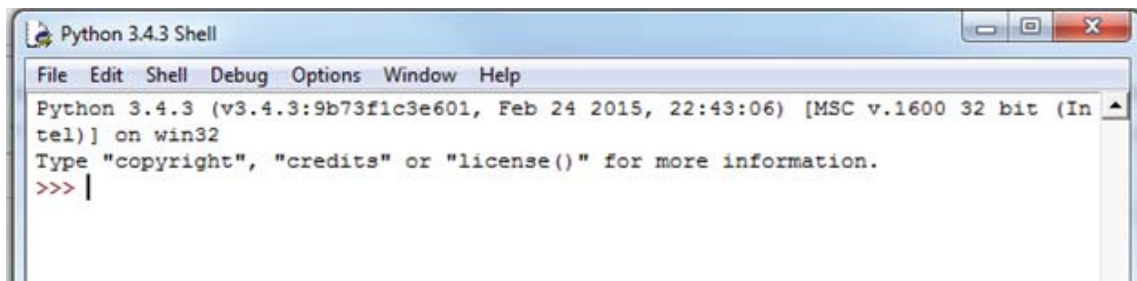 Python 3.4.3 Shell
File Edit Shell Debug Options Window Help
Python 3.4.3 (v3.4.3:9b73f1c3e601, Feb 24 2015, 22:43:06) [MSC v.1600 32 bit (In
tel)] on win32
Type "copyright", "credits" or "license()" for more information.
>>>